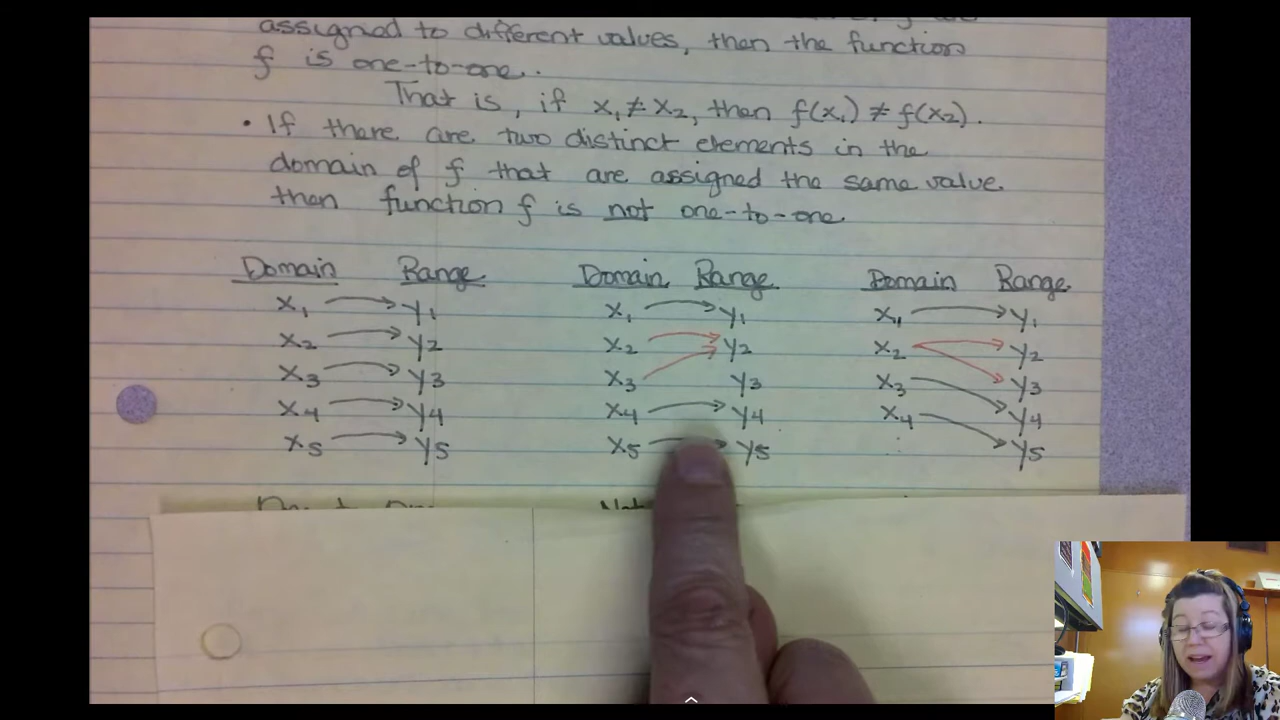 assigned to different values, then the function
f is one-to-one.
That is, if x₁ ≠ x₂, then f(x₁) ≠ f(x₂).
• If there are two distinct elements in the
domain of f that are assigned the same value.
then function f is not one-to-one.
Domain Range Domain Range Domain Range
x₁ → y₁ x₁ → y₁ x₁ → y₁
x₂ → y₂ x₂ → y₂ x₂ → y₂
x₃ → y₃ x₃ y₃ x₃ y₃
x₄ → y₄ x₄ → y₄ x₄ y₄
x₅ → y₅ x₅ → y₅ y₅